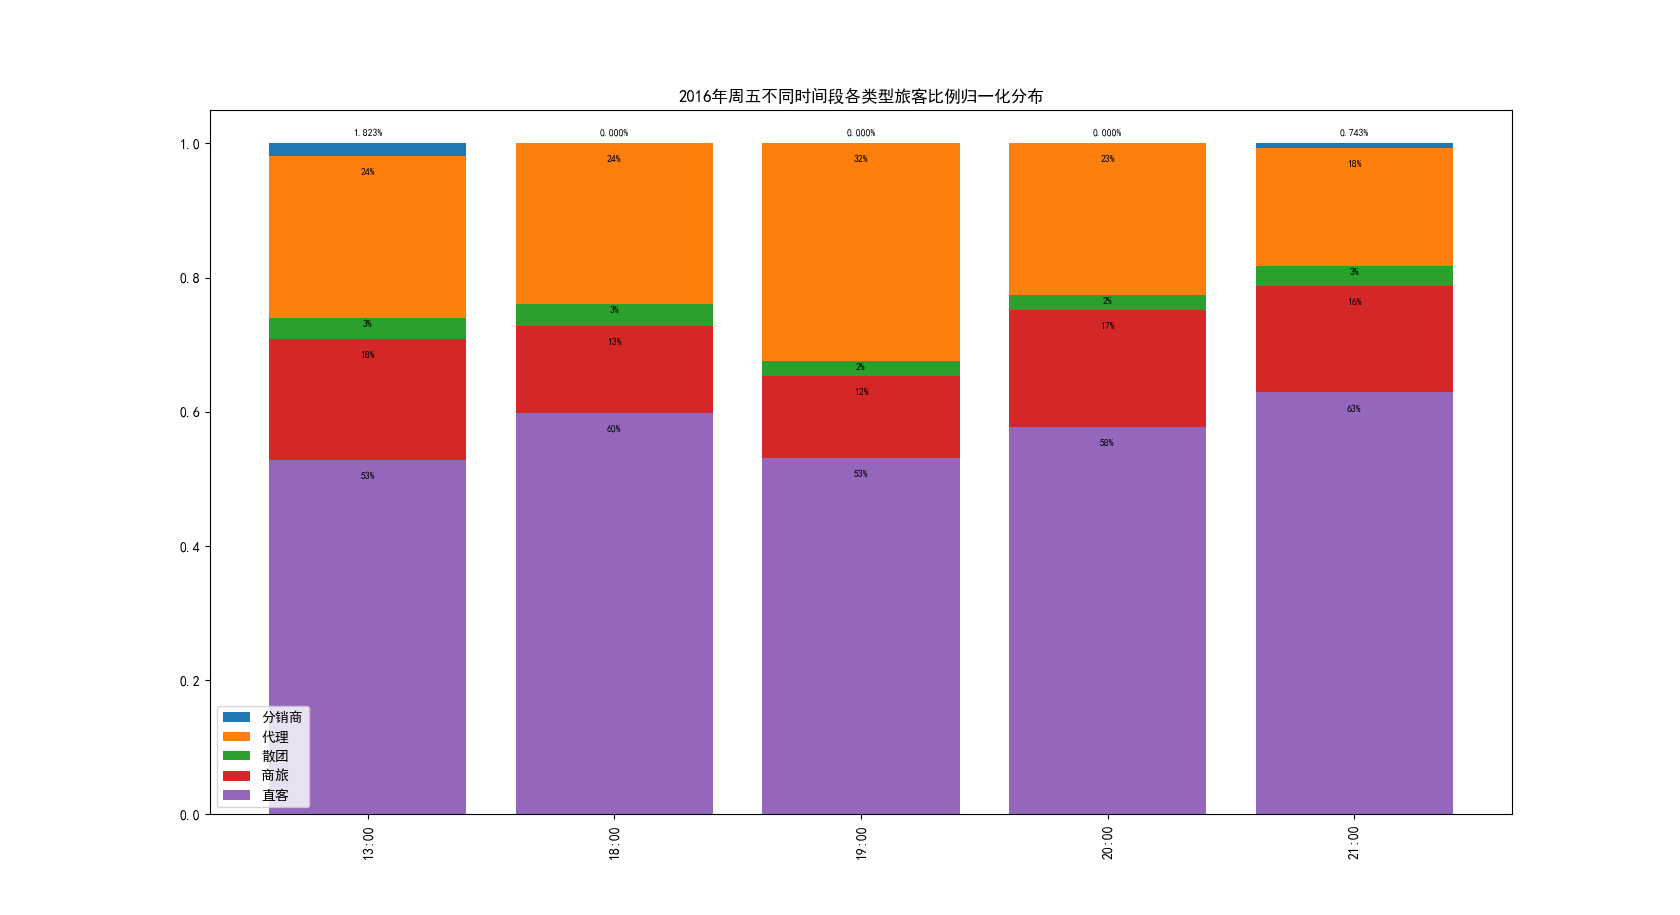 2016年周五不同时间段各类型旅客比例归一化分布
1.823% 0.000% 0.000% 0.000% 0.743%
1.0
24% 24% 32% 23% 18%
0.8
3% 3% 2% 2% 3%
18% 13% 12% 17% 16%
0.6
53% 60% 53% 58% 63%
0.4
0.2
0.0
分销商
代理
散团
商旅
直客
13:00 18:00 19:00 20:00 21:00